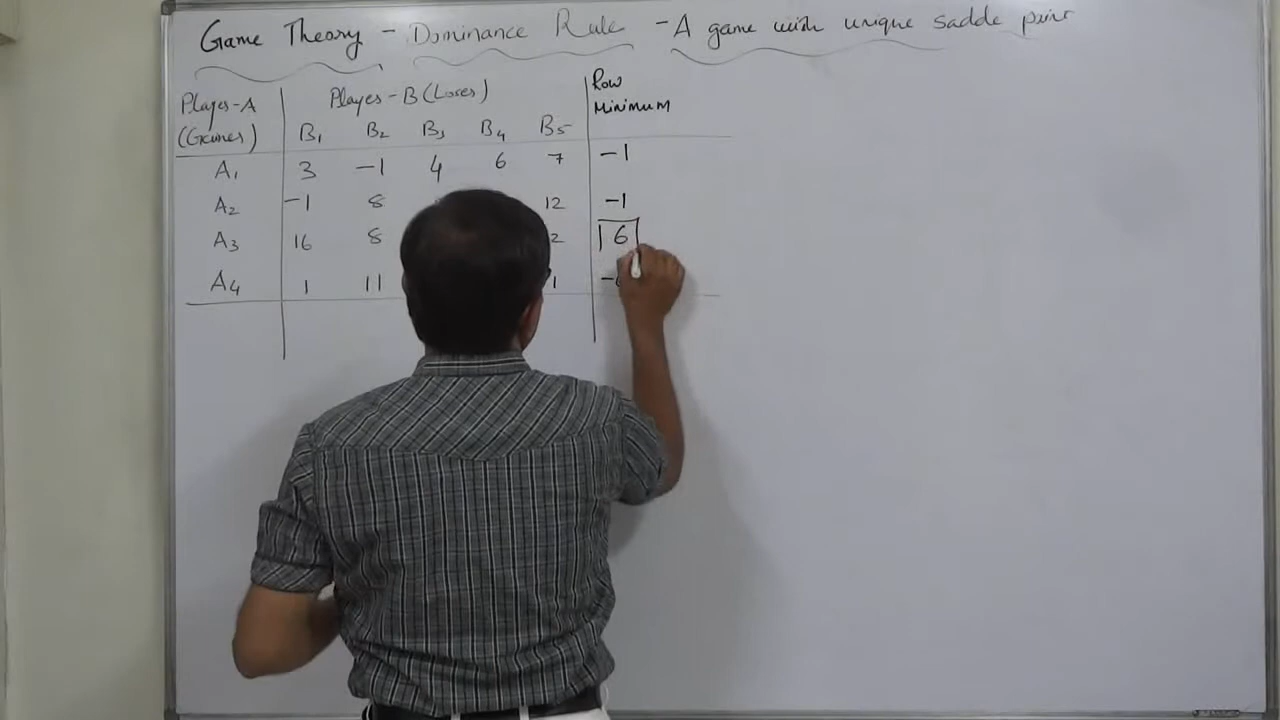 Game Theory - Dominance Rule - A game with unique sadde point
Player-A
(Gaines)
Player-B (Loses)
Row
Minimum
B1 B2 B3 B4 B5
A1 3 -1 4 6 7 -1
A2 -1 8 12 -1
A3 16 8 6
A4 1 11